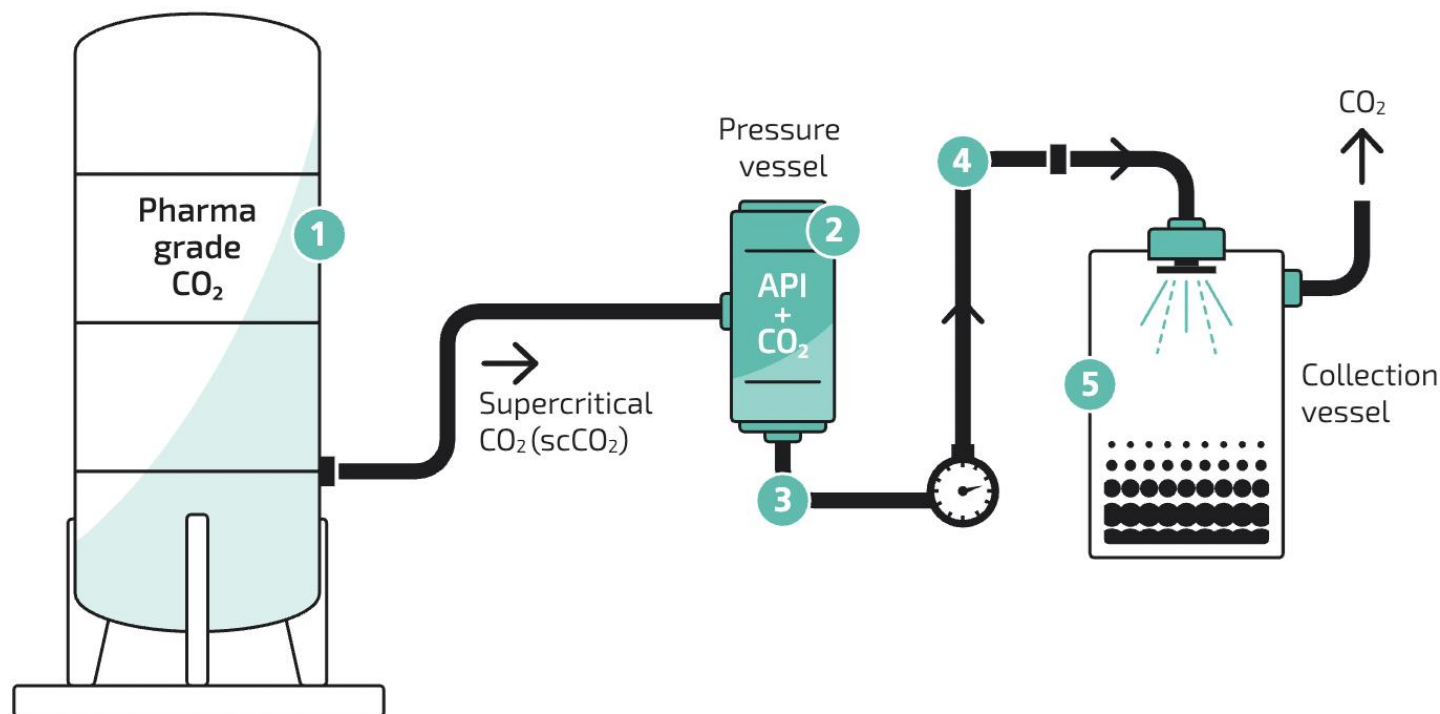 Pharma
grade
CO₂
1
Supercritical
CO₂ (scCO₂)
Pressure
vessel
2
API
+
CO₂
3
4
CO₂
5
Collection
vessel